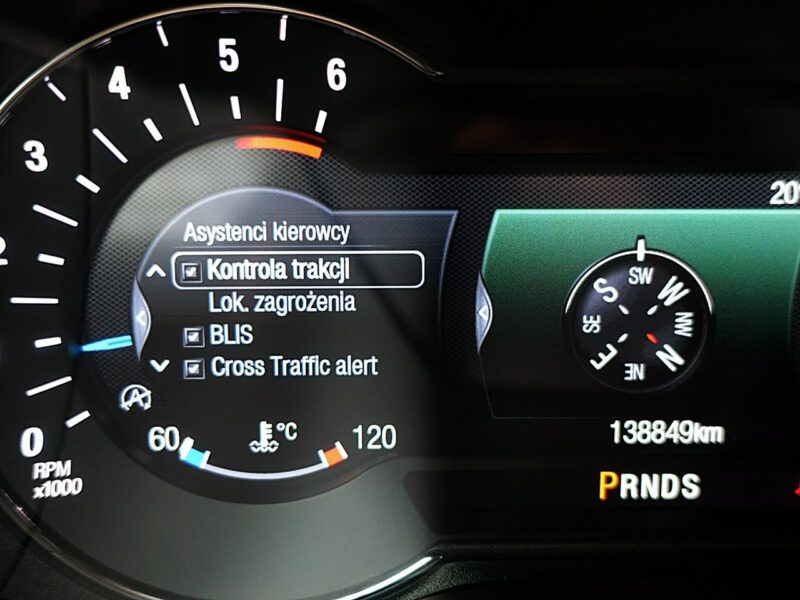 5
4
6
3
2
0
RPM
x1000
Asystenci kierowcy
Kontrola trakcji
Lok. zagrożenia
BLIS
Cross Traffic alert
60
°C
120
SW
S
W
SE
NW
E
N
NE
138849km
PRNDS